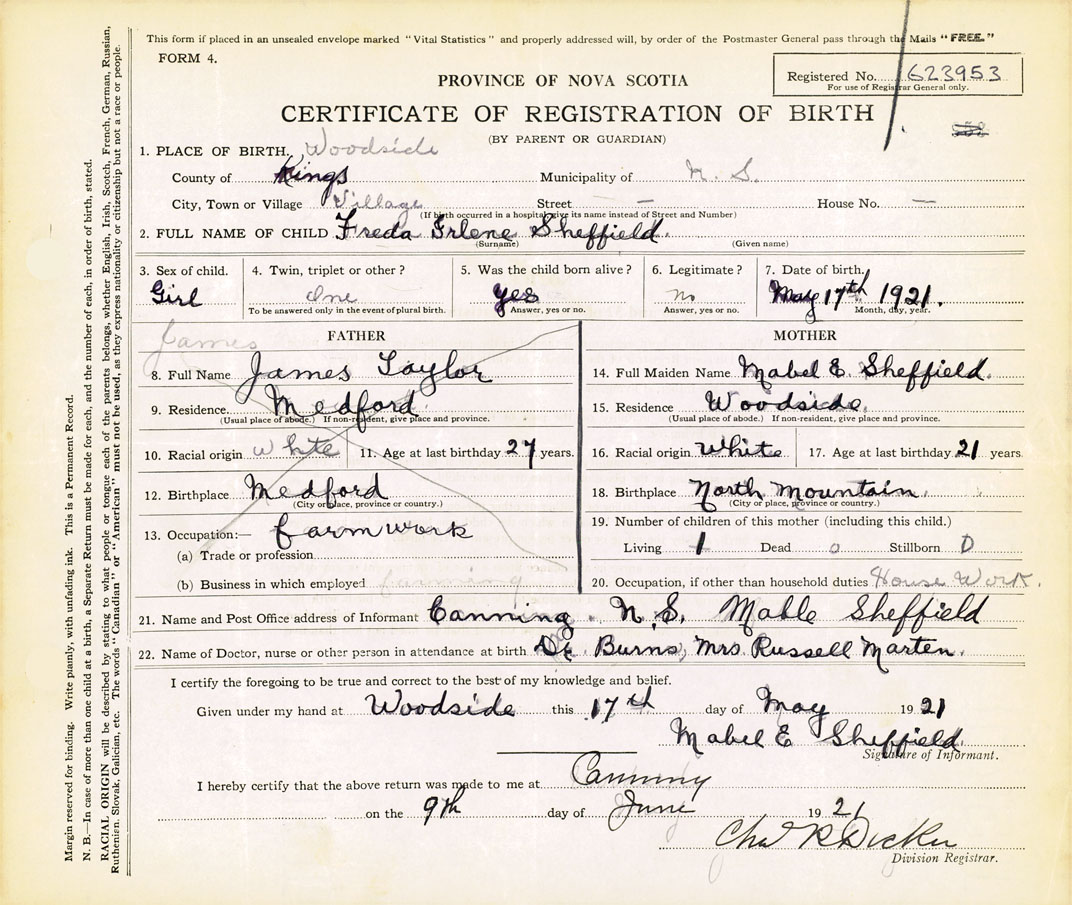 This form if placed in an unsealed envelope marked "Vital Statistics" and properly addressed will, by order of the Postmaster General pass through the Mails "FREE."
FORM 4.
Registered No. 623953
For use of Registrar General only.
PROVINCE OF NOVA SCOTIA
CERTIFICATE OF REGISTRATION OF BIRTH
(BY PARENT OR GUARDIAN)
1. PLACE OF BIRTH. Woodside
County of Kings Municipality of N. S.
City, Town or Village Village Street — House No. —
(If birth occurred in a hospital give its name instead of Street and Number)
2. FULL NAME OF CHILD Freda Erlene Sheffield.
(Surname) (Given name)
3. Sex of child. 4. Twin, triplet or other? 5. Was the child born alive? 6. Legitimate? 7. Date of birth.
Girl One Yes no May 17th 1921.
To be answered only in the event of plural birth. Answer, yes or no. Answer, yes or no. Month, day, year.
James
FATHER MOTHER
8. Full Name James Taylor 14. Full Maiden Name Mabel E. Sheffield.
9. Residence. Medford. 15. Residence Woodside.
(Usual place of abode.) If non-resident, give place and province. (Usual place of abode.) If non-resident, give place and province.
10. Racial origin white 11. Age at last birthday 27 years. 16. Racial origin white 17. Age at last birthday 21 years.
12. Birthplace Medford 18. Birthplace North Mountain.
(City or place, province or country.) (City or place, province or country.)
13. Occupation:— farm work 19. Number of children of this mother (including this child.)
(a) Trade or profession Living 1 Dead 0 Stillborn 0
(b) Business in which employed farming 20. Occupation, if other than household duties House Work.
21. Name and Post Office address of Informant Canning. N.S. Mable Sheffield
22. Name of Doctor, nurse or other person in attendance at birth Dr. Burns, Mrs Russell Marten.
I certify the foregoing to be true and correct to the best of my knowledge and belief.
Given under my hand at Woodside this 17th day of May 1921
Mabel E Sheffield.
Signature of Informant.
I hereby certify that the above return was made to me at Canning
on the 9th day of June 1921
Chas R Dicker
Division Registrar.
Margin reserved for binding. Write plainly, with unfading ink. This is a Permanent Record.
N. B.—In case of more than one child at a birth, a Separate Return must be made for each, and the number of each, in order of birth, stated.
RACIAL ORIGIN will be described by stating to what people or tongue each of the parents belongs, whether English, Irish, Scotch, French, German, Russian,
Ruthenian, Slovak, Galician, etc. The words "Canadian" or "American" must not be used, as they express nationality or citizenship but not a race or people.